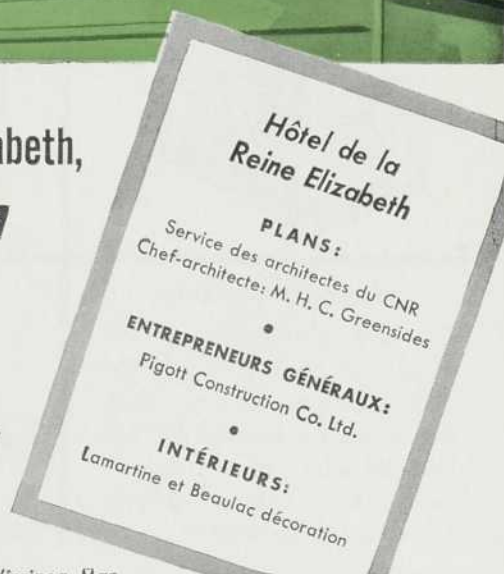 Hôtel de la
Reine Elizabeth
PLANS:
Service des architectes du CNR
Chef-architecte: M. H. C. Greensides
•
ENTREPRENEURS GÉNÉRAUX:
Pigott Construction Co. Ltd.
•
INTÉRIEURS:
Lamartine et Beaulac décoration